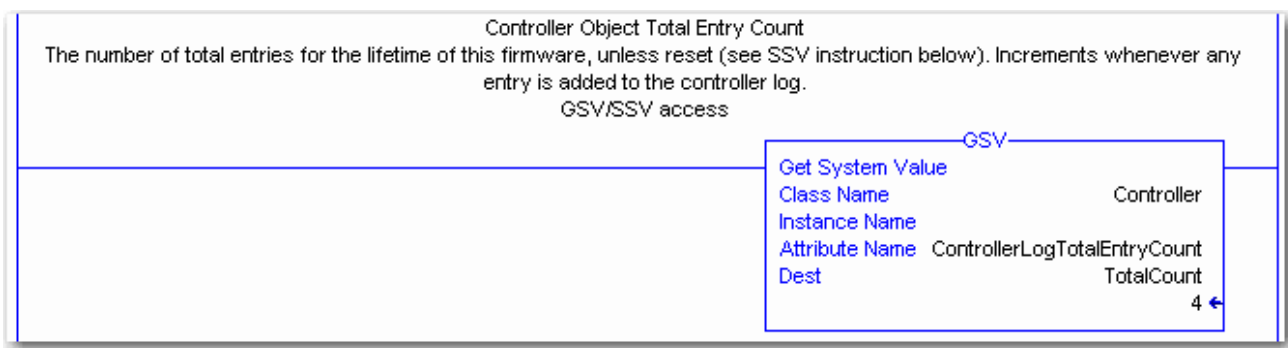 Controller Object Total Entry Count
The number of total entries for the lifetime of this firmware, unless reset (see SSV instruction below). Increments whenever any
entry is added to the controller log.
GSV/SSV access
GSV
Get System Value
Class Name Controller
Instance Name
Attribute Name ControllerLogTotalEntryCount
Dest TotalCount
4